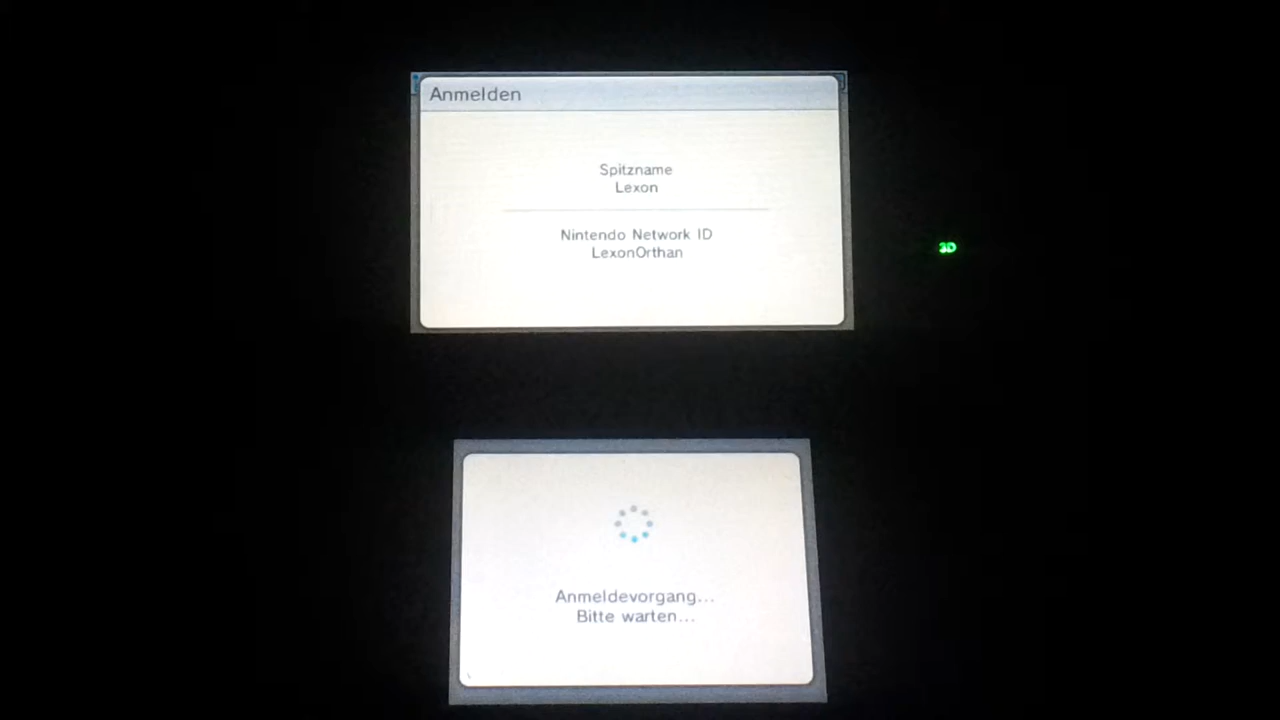 Anmelden
Spitzname
Lexon
Nintendo Network ID
LexonOrthan
3D
Anmeldevorgang...
Bitte warten...